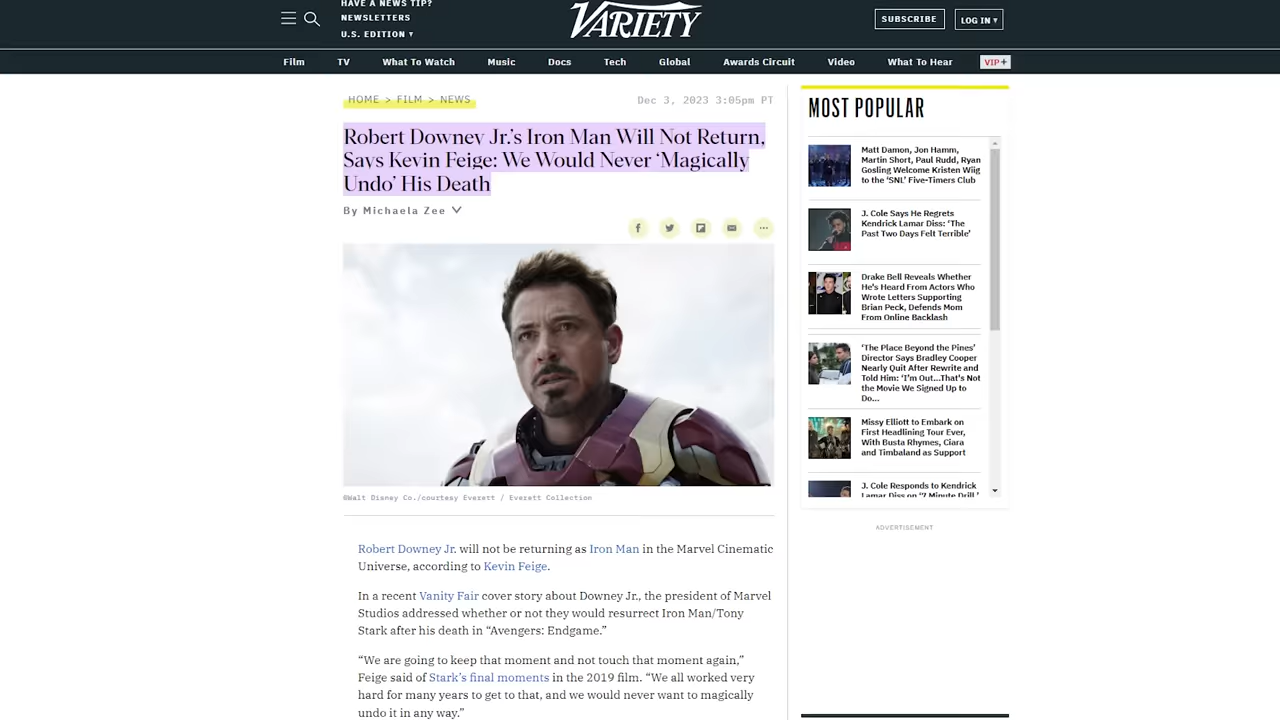 HAVE A NEWS TIP?
NEWSLETTERS
U.S. EDITION ▾
VARIETY
SUBSCRIBE
LOG IN ▾
Film
TV
What To Watch
Music
Docs
Tech
Global
Awards Circuit
Video
What To Hear
VIP+
HOME > FILM > NEWS
Dec 3, 2023 3:05pm PT
Robert Downey Jr.’s Iron Man Will Not Return,
Says Kevin Feige: We Would Never ‘Magically
Undo’ His Death
By Michaela Zee
©Walt Disney Co./courtesy Everett / Everett Collection
Robert Downey Jr. will not be returning as Iron Man in the Marvel Cinematic
Universe, according to Kevin Feige.
In a recent Vanity Fair cover story about Downey Jr., the president of Marvel
Studios addressed whether or not they would resurrect Iron Man/Tony
Stark after his death in “Avengers: Endgame.”
“We are going to keep that moment and not touch that moment again,”
Feige said of Stark’s final moments in the 2019 film. “We all worked very
hard for many years to get to that, and we would never want to magically
undo it in any way.”
MOST POPULAR
Matt Damon, Jon Hamm,
Martin Short, Paul Rudd, Ryan
Gosling Welcome Kristen Wiig
to the ‘SNL’ Five-Timers Club
J. Cole Says He Regrets
Kendrick Lamar Diss: ‘The
Past Two Days Felt Terrible’
Drake Bell Reveals Whether
He’s Heard From Actors Who
Wrote Letters Supporting
Brian Peck, Defends Mom
From Online Backlash
‘The Place Beyond the Pines’
Director Says Bradley Cooper
Nearly Quit After Rewrite and
Told Him: ‘I’m Out...That’s Not
the Movie We Signed Up to
Do...
Missy Elliott to Embark on
First Headlining Tour Ever,
With Busta Rhymes, Ciara
and Timbaland as Support
J. Cole Responds to Kendrick
Lamar Diss on ‘7 Minute Drill,’
ADVERTISEMENT